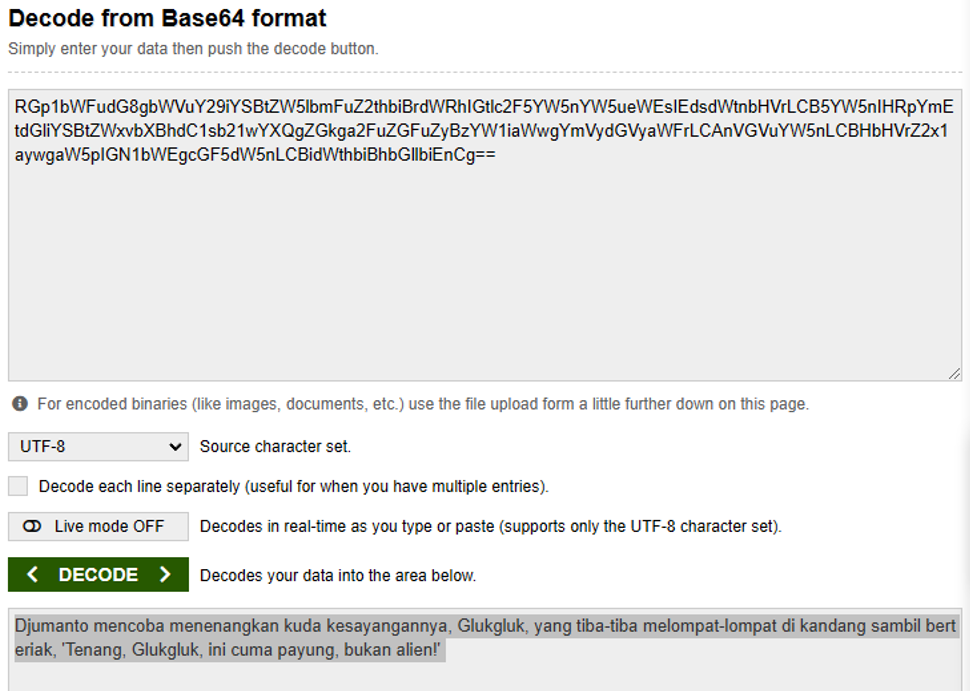 Decode from Base64 format
Simply enter your data then push the decode button.
RGp1bWFudG8gbWVuY29iYSBtZW5lbmFuZ2thbiBrdWRhIGtlc2F5YW5nYW5ueWEsIEdsdWtnbHVrLCB5YW5nIHRpYmE
tdGliYSBtZWxvbXBhdC1sb21wYXQgZGkga2FuZGFuZyBzYW1iaWwgYmVydGVyaWFrLCAnVGVuYW5nLCBHbHVrZ2x1
aywgaW5pIGN1bWEgcGF5dW5nLCBidWthbiBhbGllbiEnCg==
For encoded binaries (like images, documents, etc.) use the file upload form a little further down on this page.
UTF-8 Source character set.
Decode each line separately (useful for when you have multiple entries).
Live mode OFF Decodes in real-time as you type or paste (supports only the UTF-8 character set).
< DECODE > Decodes your data into the area below.
Djumanto mencoba menenangkan kuda kesayangannya, Glukgluk, yang tiba-tiba melompat-lompat di kandang sambil bert
eriak, 'Tenang, Glukgluk, ini cuma payung, bukan alien!'